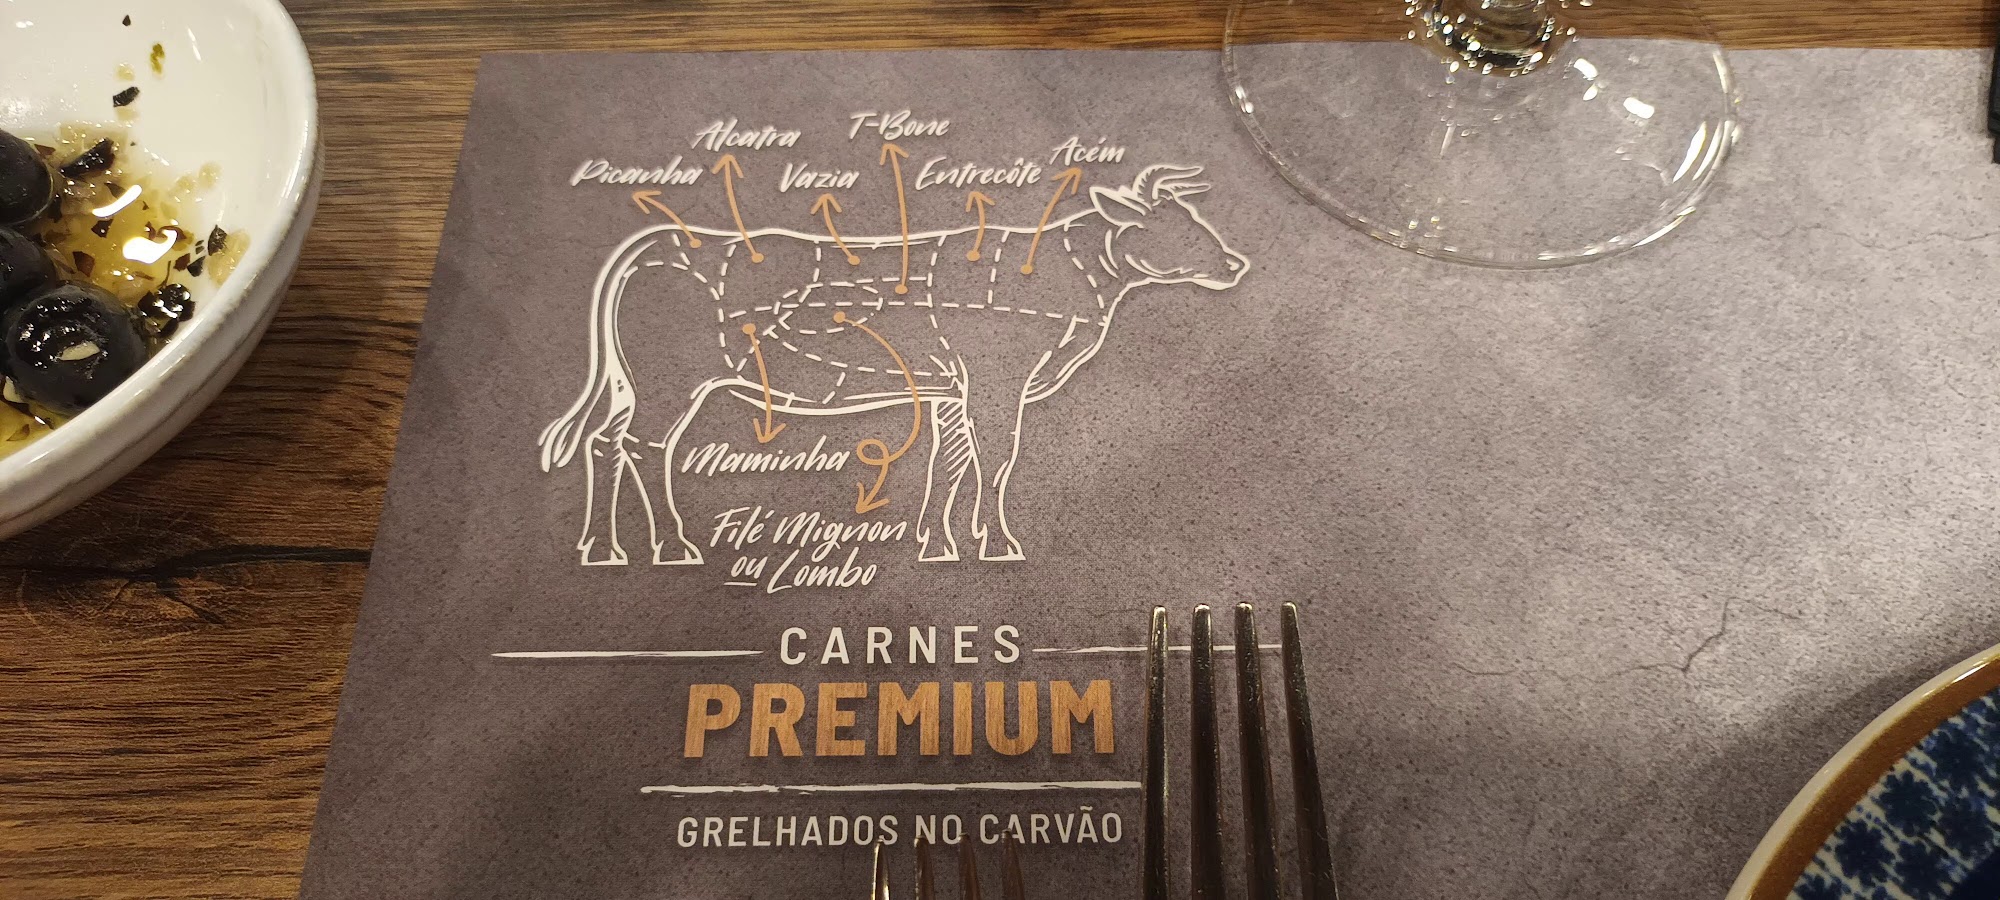 Alcatra
T-Bone
Acém
Picanha
Vazia
Entrecôte
Maminha
Filé Mignon
ou Lombo
CARNES
PREMIUM
GRELHADOS NO CARVÃO